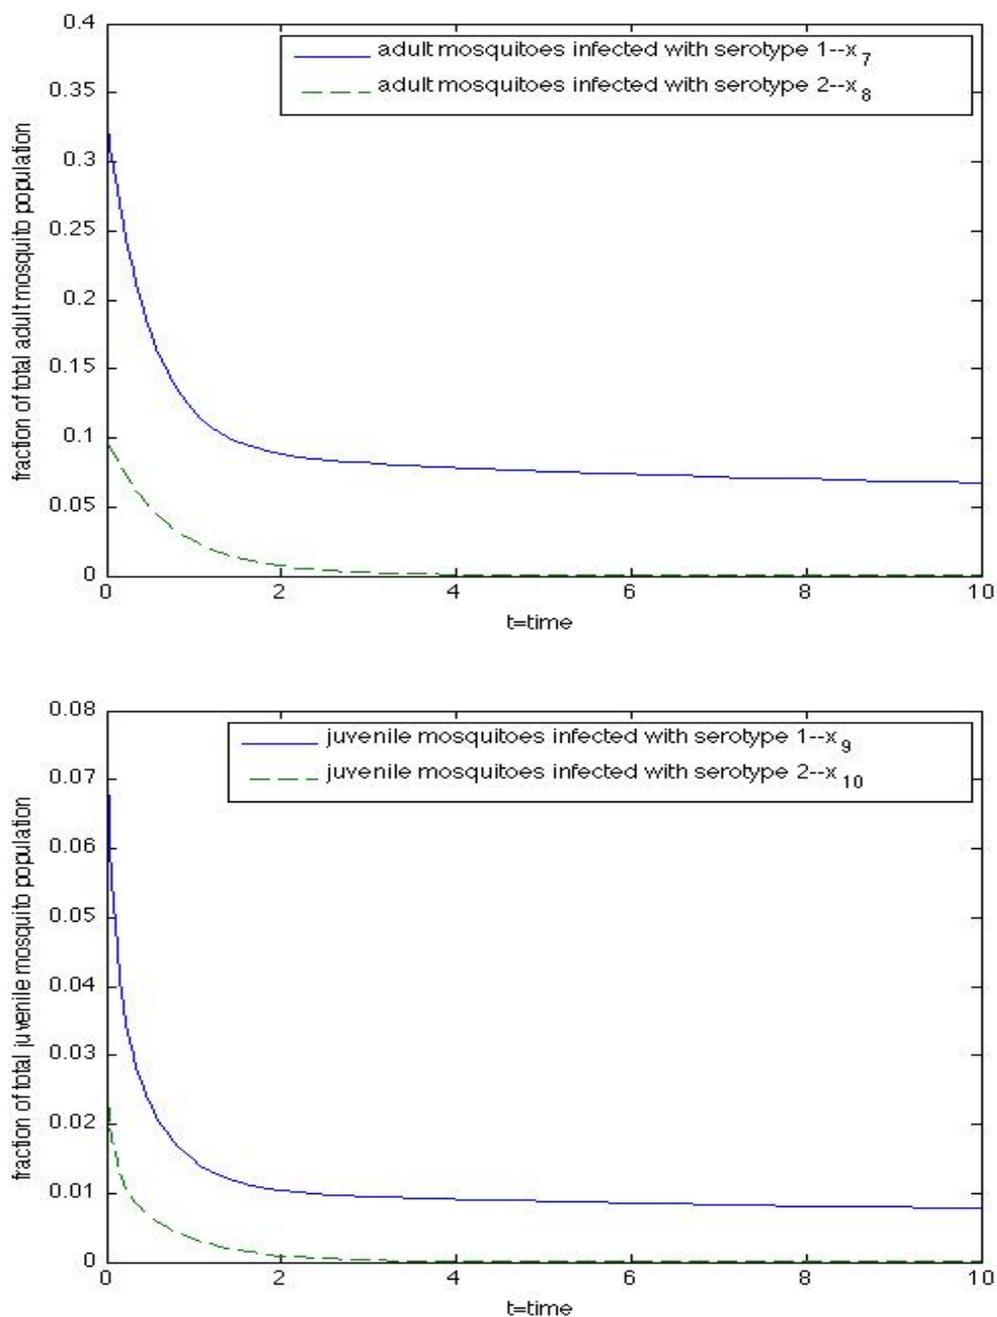 0.4
0.35
0.3
0.25
0.2
0.15
0.1
0.05
0
fraction of total adult mosquito population
adult mosquitoes infected with serotype 1--x₇
adult mosquitoes infected with serotype 2--x₈
0 2 4 6 8 10
t=time
0.08
0.07
0.06
0.05
0.04
0.03
0.02
0.01
0
fraction of total juvenile mosquito population
juvenile mosquitoes infected with serotype 1--x₉
juvenile mosquitoes infected with serotype 2--x₁₀
0 2 4 6 8 10
t=time